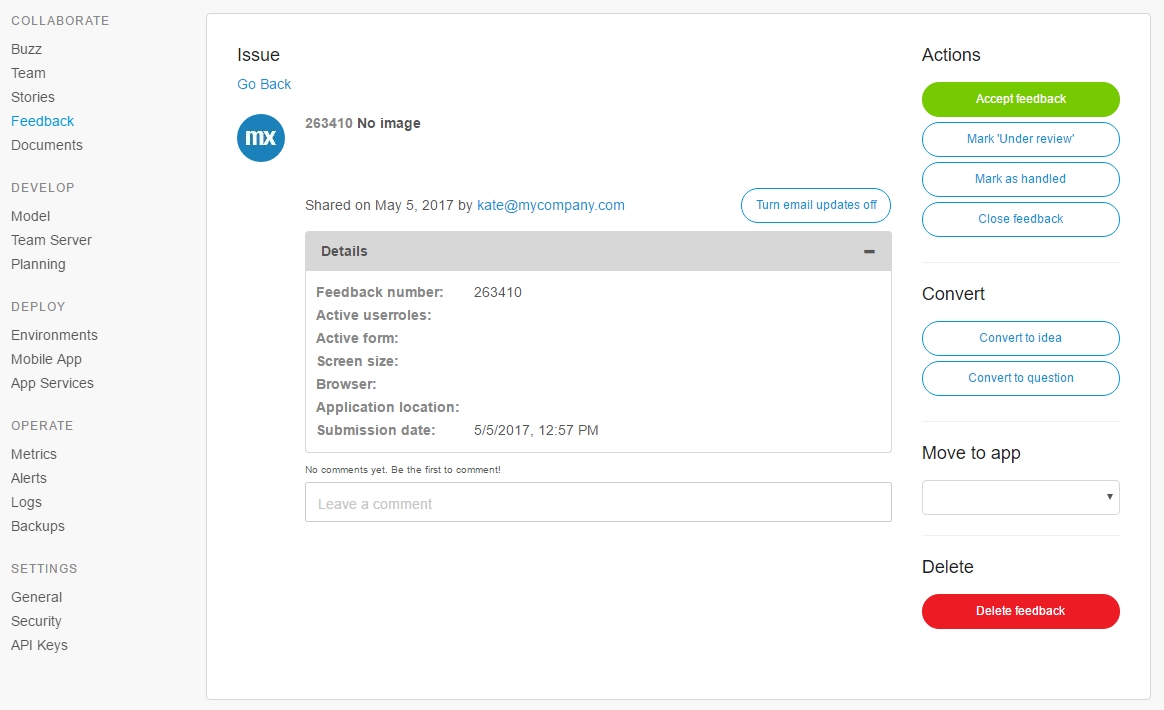 COLLABORATE
Buzz
Team
Stories
Feedback
Documents
DEVELOP
Model
Team Server
Planning
DEPLOY
Environments
Mobile App
App Services
OPERATE
Metrics
Alerts
Logs
Backups
SETTINGS
General
Security
API Keys
Issue
Go Back
mx
263410 No image
Shared on May 5, 2017 by kate@mycompany.com
Turn email updates off
Details
Feedback number: 263410
Active userroles:
Active form:
Screen size:
Browser:
Application location:
Submission date: 5/5/2017, 12:57 PM
No comments yet. Be the first to comment!
Leave a comment
Actions
Accept feedback
Mark 'Under review'
Mark as handled
Close feedback
Convert
Convert to idea
Convert to question
Move to app
Delete
Delete feedback